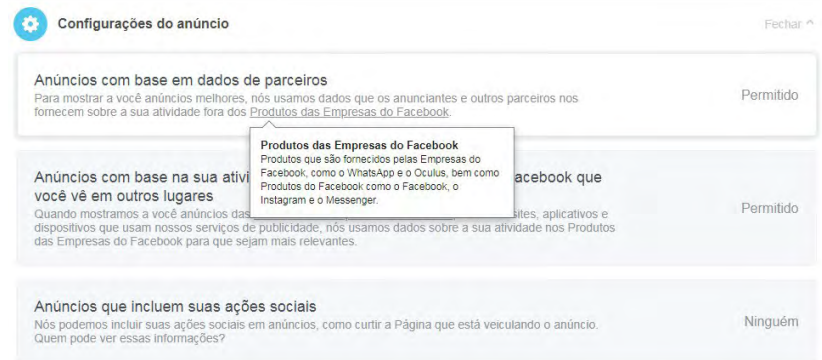 Configurações do anúncio
Fechar ^
Anúncios com base em dados de parceiros
Para mostrar a você anúncios melhores, nós usamos dados que os anunciantes e outros parceiros nos
fornecem sobre a sua atividade fora dos Produtos das Empresas do Facebook.
Permitido
Produtos das Empresas do Facebook
Produtos que são fornecidos pelas Empresas do
Facebook, como o WhatsApp e o Oculus, bem como
Produtos do Facebook como o Facebook, o
Instagram e o Messenger.
Anúncios com base na sua ativi acebook que
você vê em outros lugares
Quando mostramos a você anúncios das sites, aplicativos e
dispositivos que usam nossos serviços de publicidade, nós usamos dados sobre a sua atividade nos Produtos
das Empresas do Facebook para que sejam mais relevantes.
Permitido
Anúncios que incluem suas ações sociais
Nós podemos incluir suas ações sociais em anúncios, como curtir a Página que está veiculando o anúncio.
Quem pode ver essas informações?
Ninguém